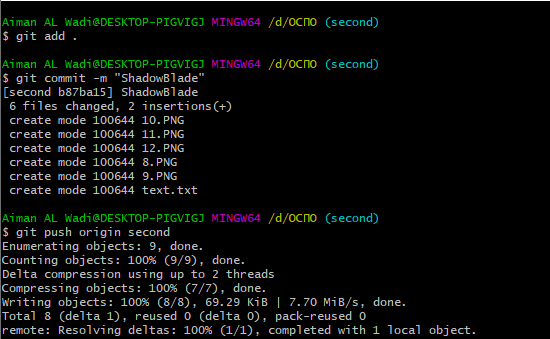 Aiman AL Wadi@DESKTOP-PIGVIGJ MINGW64 /d/ОСПО (second)
$ git add .
Aiman AL Wadi@DESKTOP-PIGVIGJ MINGW64 /d/ОСПО (second)
$ git commit -m "ShadowBlade"
[second b87ba15] ShadowBlade
6 files changed, 2 insertions(+)
create mode 100644 10.PNG
create mode 100644 11.PNG
create mode 100644 12.PNG
create mode 100644 8.PNG
create mode 100644 9.PNG
create mode 100644 text.txt
Aiman AL Wadi@DESKTOP-PIGVIGJ MINGW64 /d/ОСПО (second)
$ git push origin second
Enumerating objects: 9, done.
Counting objects: 100% (9/9), done.
Delta compression using up to 2 threads
Compressing objects: 100% (7/7), done.
Writing objects: 100% (8/8), 69.29 KiB | 7.70 MiB/s, done.
Total 8 (delta 1), reused 0 (delta 0), pack-reused 0
remote: Resolving deltas: 100% (1/1), completed with 1 local object.